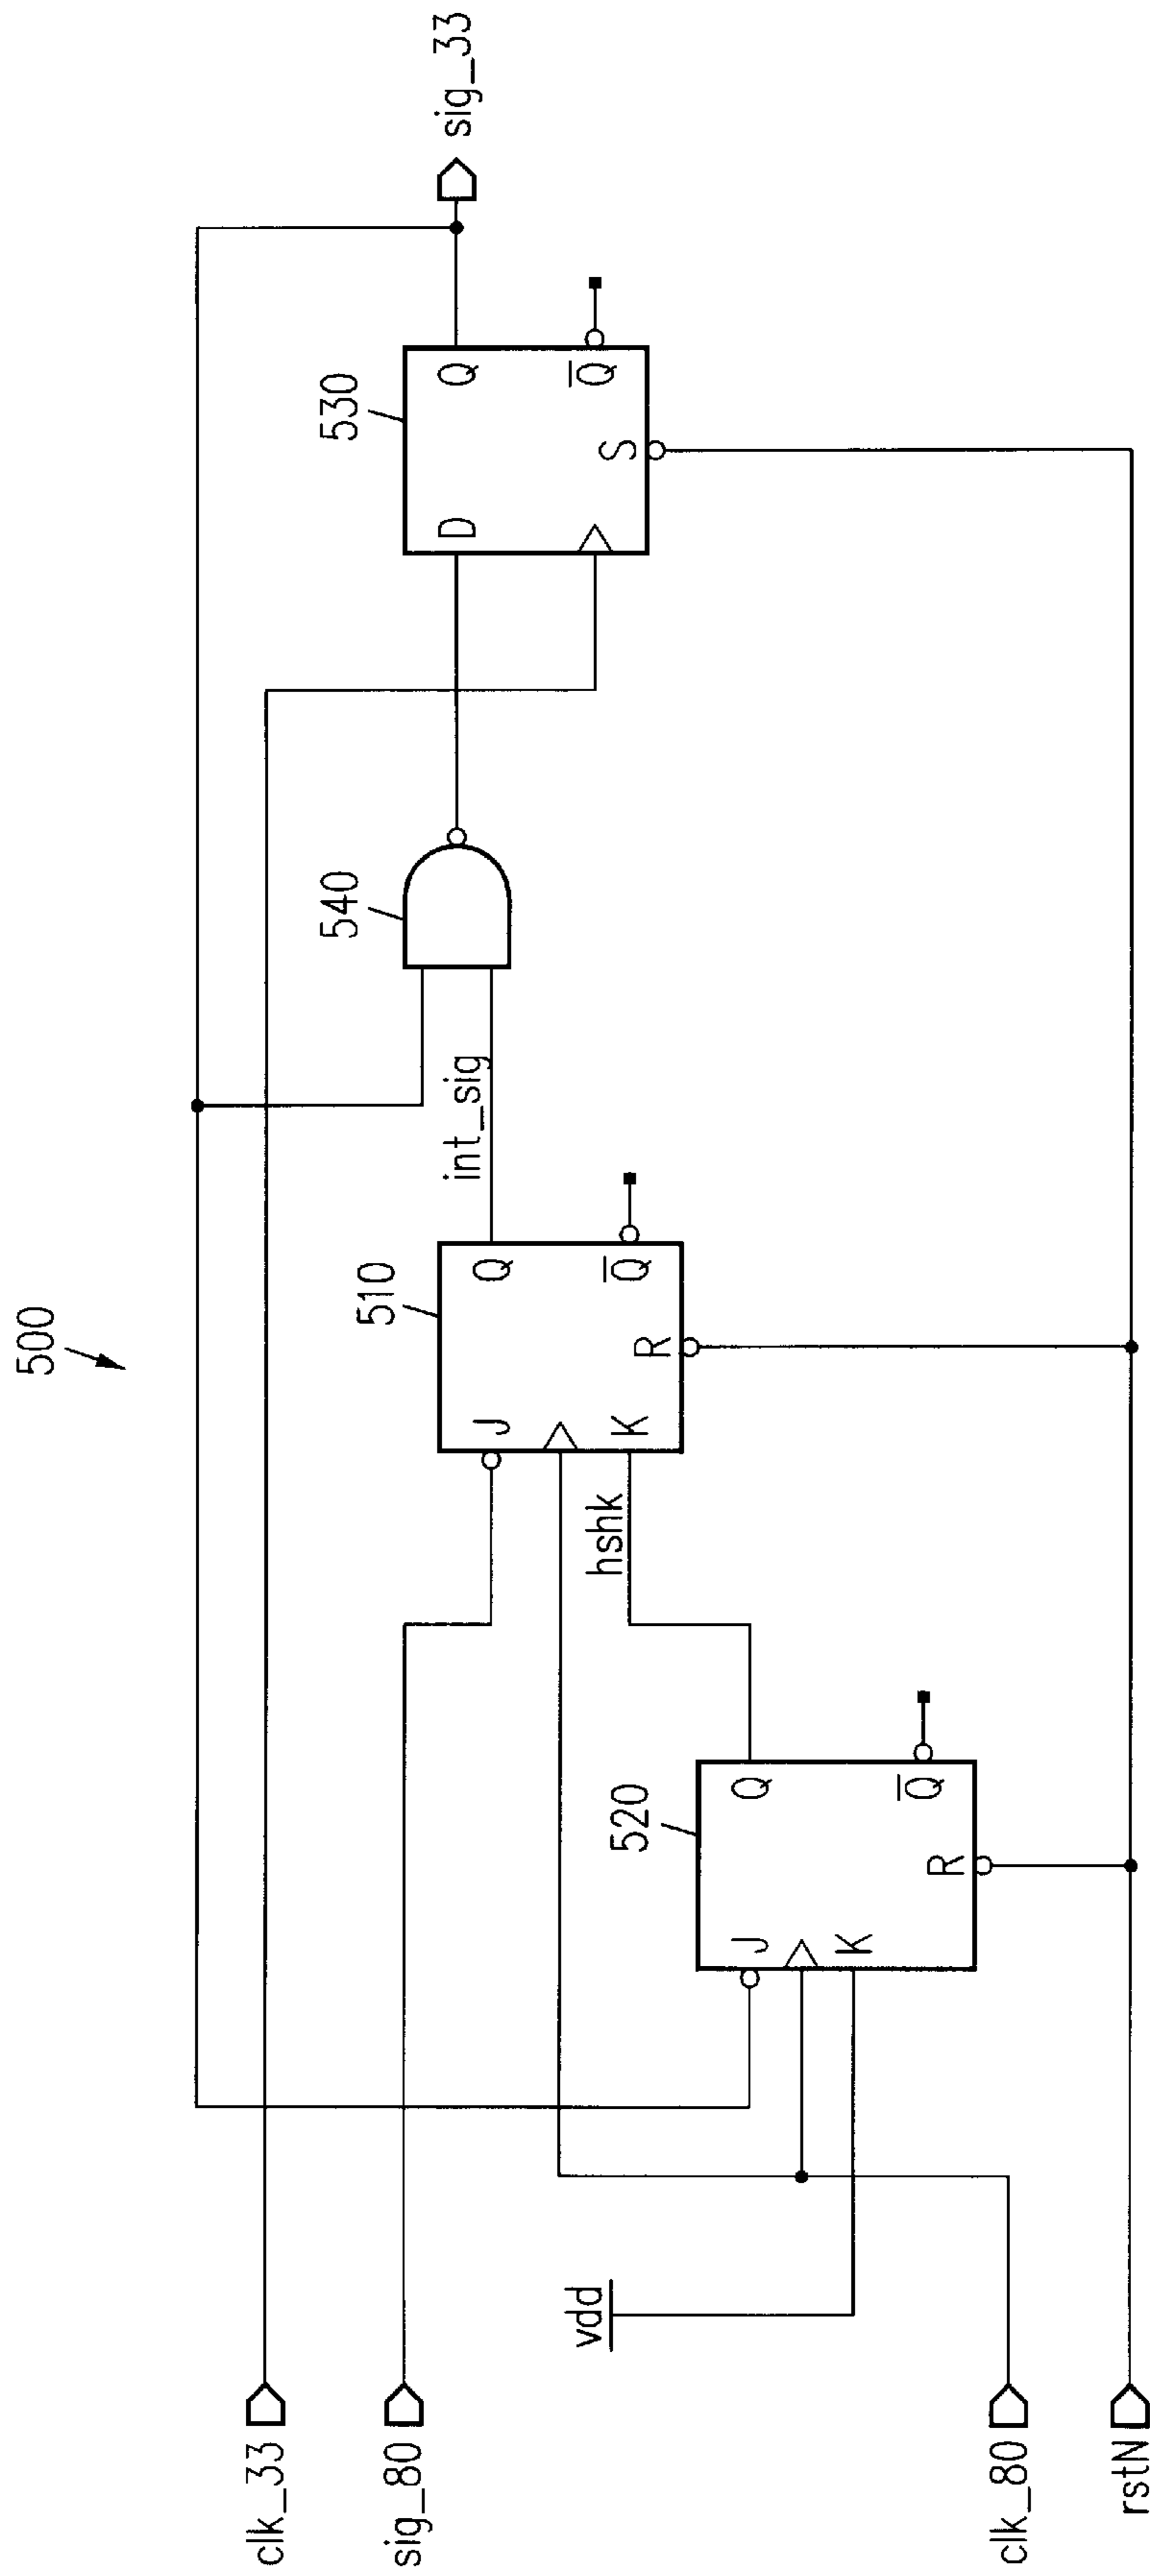 500
clk_33
sig_80
vdd
clk_80
rstN
520
J
K
Q
Q
R
hshk
510
J
K
Q
Q
R
int_sig
540
530
D
Q
Q
S
sig_33